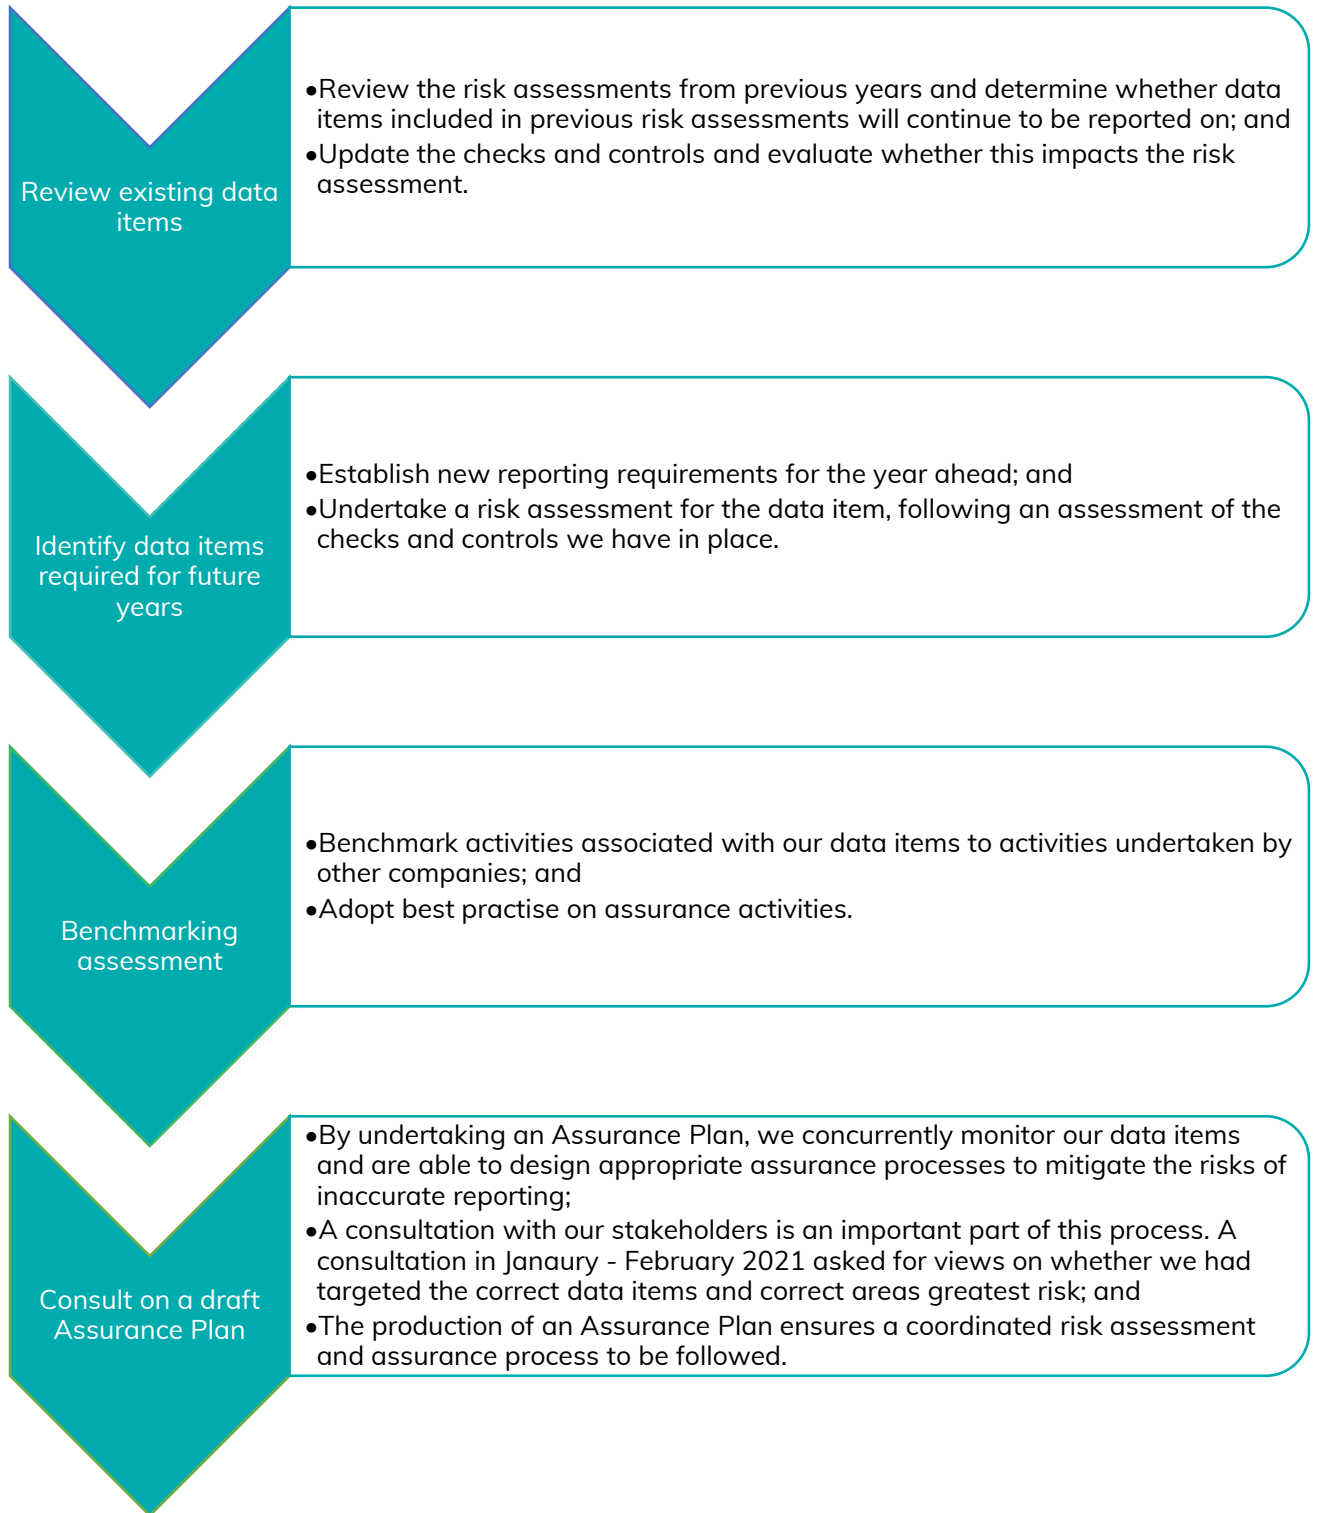 Review existing data
items
•Review the risk assessments from previous years and determine whether data
items included in previous risk assessments will continue to be reported on; and
•Update the checks and controls and evaluate whether this impacts the risk
assessment.
Identify data items
required for future
years
•Establish new reporting requirements for the year ahead; and
•Undertake a risk assessment for the data item, following an assessment of the
checks and controls we have in place.
Benchmarking
assessment
•Benchmark activities associated with our data items to activities undertaken by
other companies; and
•Adopt best practise on assurance activities.
Consult on a draft
Assurance Plan
•By undertaking an Assurance Plan, we concurrently monitor our data items
and are able to design appropriate assurance processes to mitigate the risks of
inaccurate reporting;
•A consultation with our stakeholders is an important part of this process. A
consultation in Janaury - February 2021 asked for views on whether we had
targeted the correct data items and correct areas greatest risk; and
•The production of an Assurance Plan ensures a coordinated risk assessment
and assurance process to be followed.